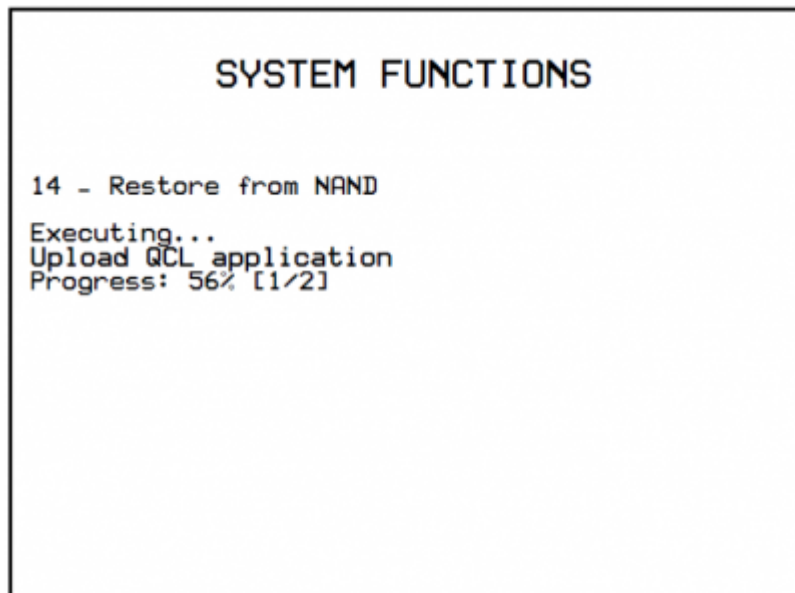 SYSTEM FUNCTIONS
14 - Restore from NAND
Executing...
Upload QCL application
Progress: 56% [1/2]